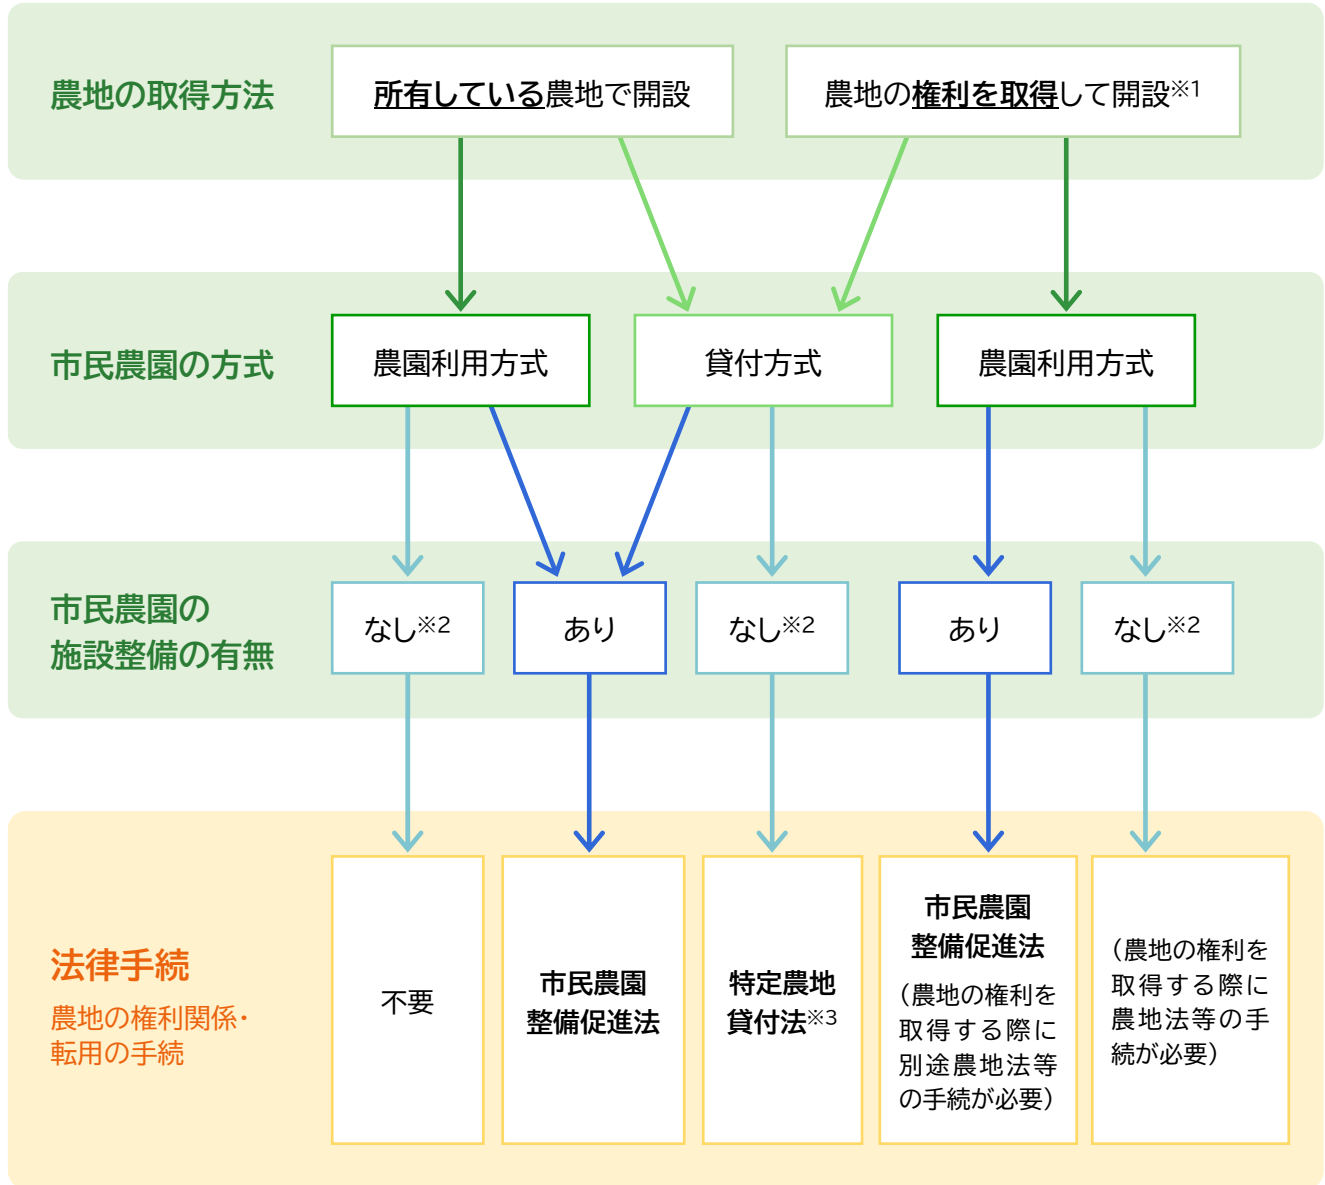 農地の取得方法
所有している農地で開設
農地の権利を取得して開設※1
市民農園の方式
農園利用方式
貸付方式
農園利用方式
市民農園の
施設整備の有無
なし※2
あり
なし※2
あり
なし※2
法律手続
農地の権利関係・
転用の手続
不要
市民農園
整備促進法
特定農地
貸付法※3
市民農園
整備促進法
（農地の権利を
取得する際に
別途農地法等
の手続が必要）
（農地の権利を
取得する際に
農地法等の手
続が必要）